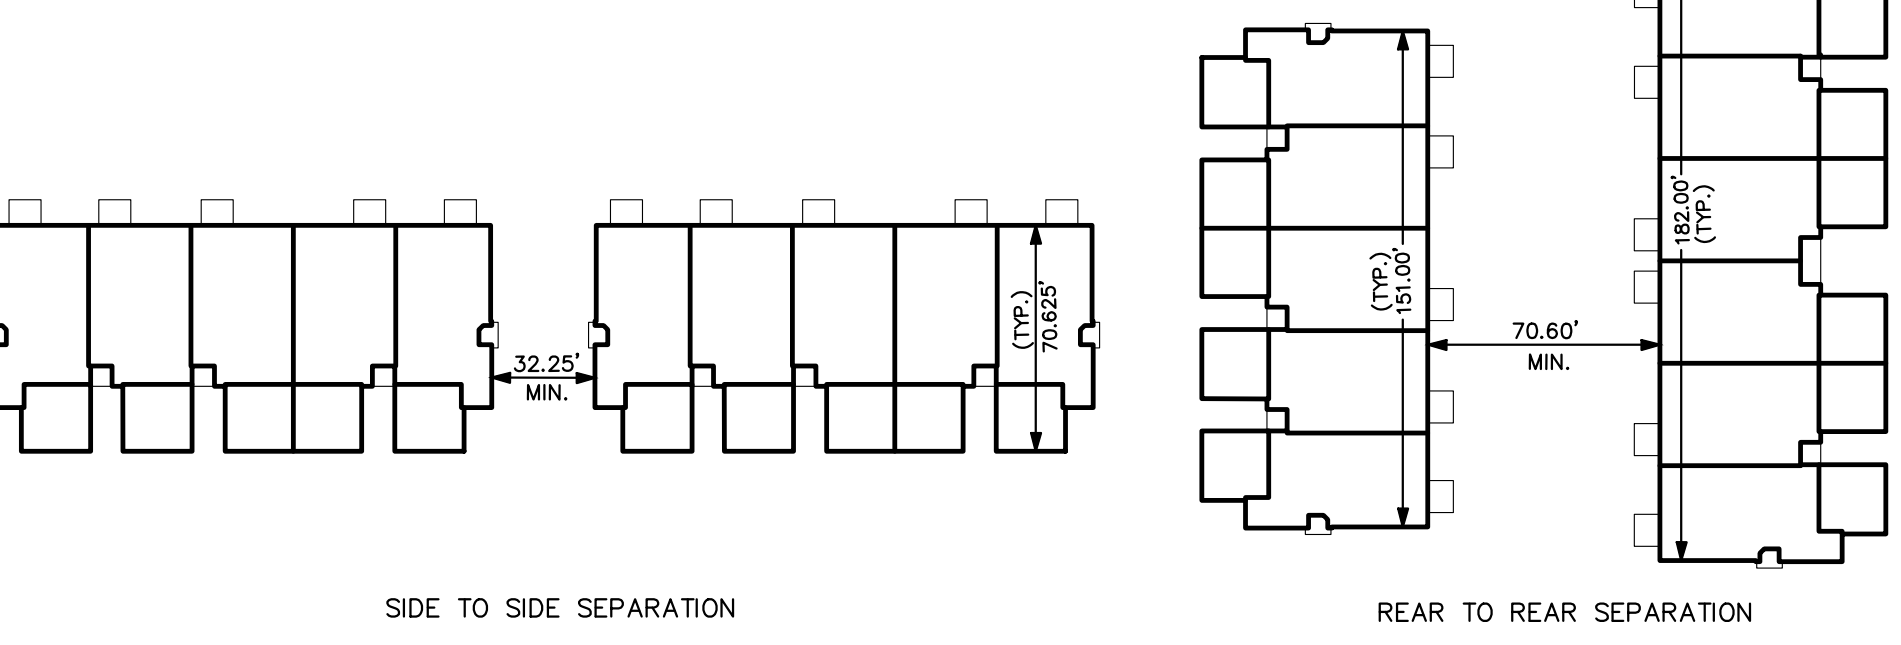 32.25'
MIN.
(TYP.)
70.625'
SIDE TO SIDE SEPARATION
(TYP.)
151.00'
70.60'
MIN.
182.00'
(TYP.)
REAR TO REAR SEPARATION